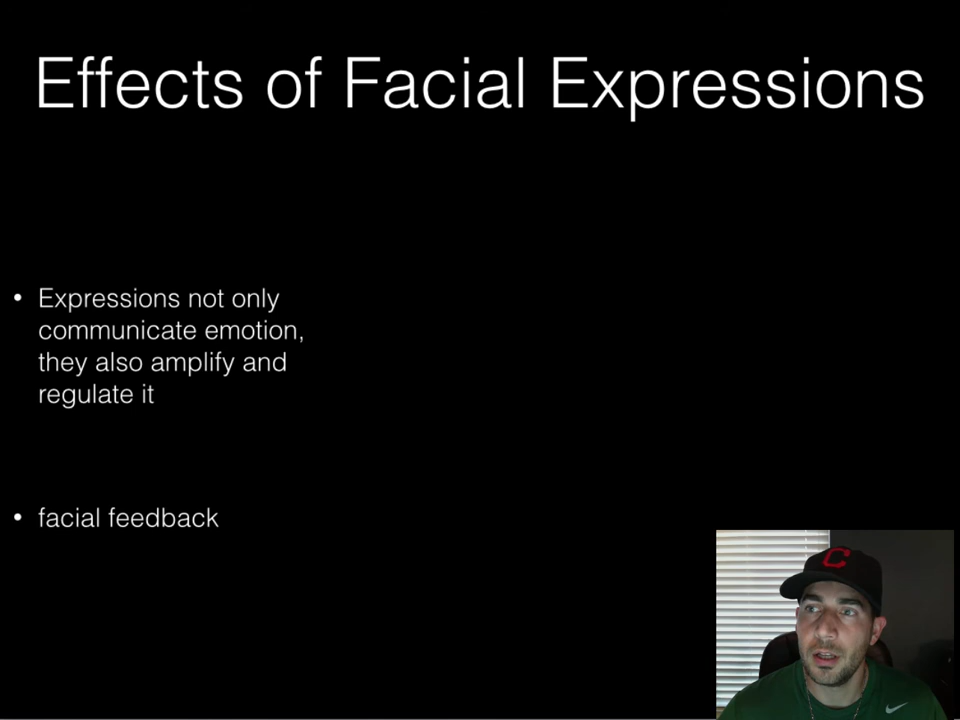 Effects of Facial Expressions
• Expressions not only
communicate emotion,
they also amplify and
regulate it
• facial feedback
C